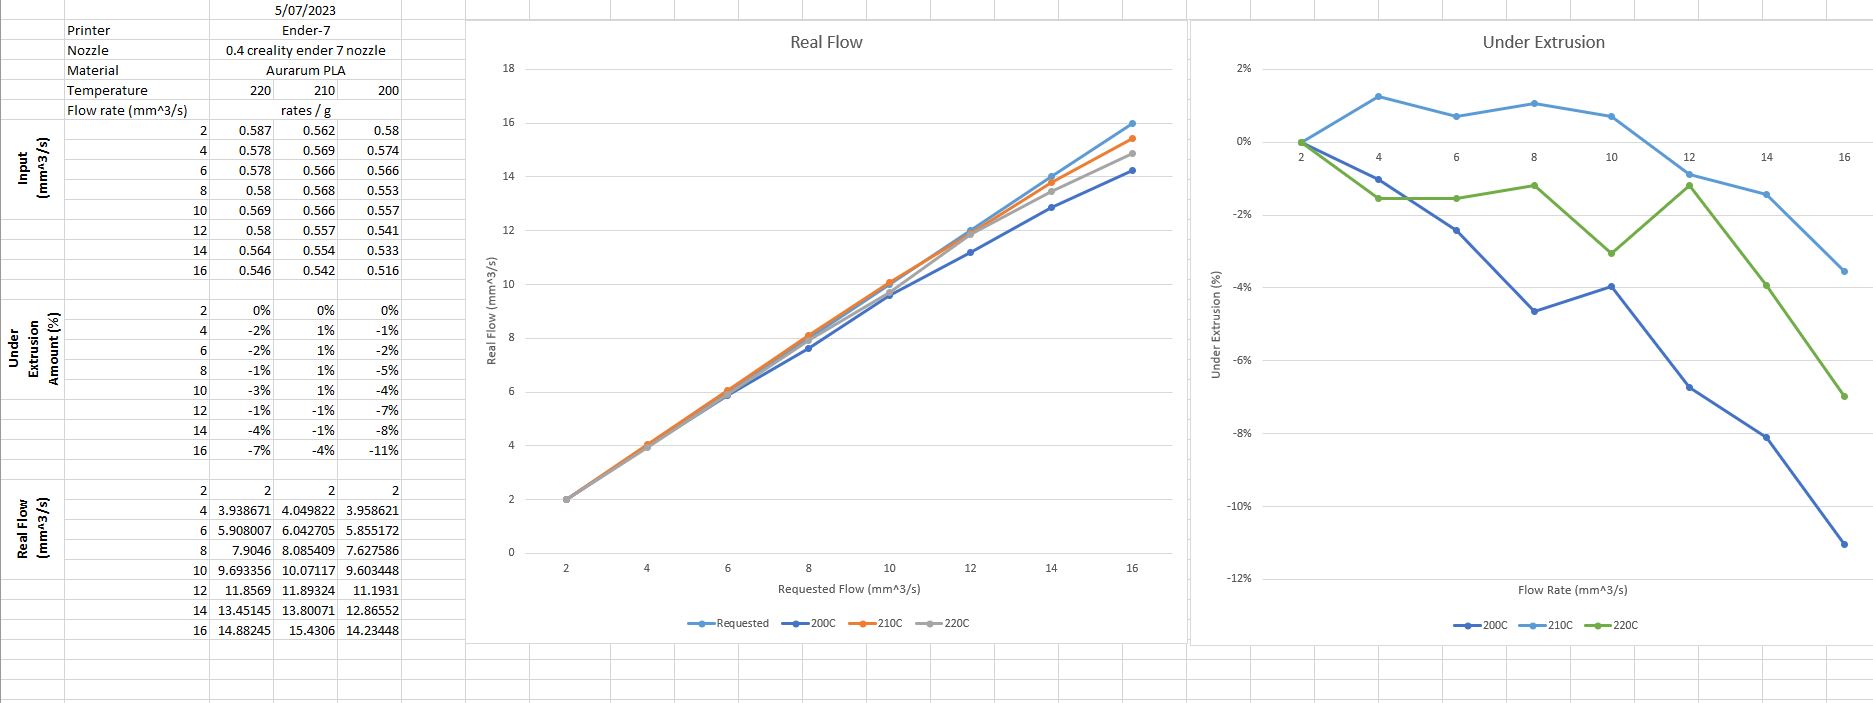 5/07/2023
Printer Ender-7
Nozzle 0.4 creality ender 7 nozzle
Material Aurarum PLA
Temperature 220 210 200
Flow rate (mm^3/s) rates / g
Input (mm^3/s)
2 0.587 0.562 0.58
4 0.578 0.569 0.574
6 0.578 0.566 0.566
8 0.58 0.568 0.553
10 0.569 0.566 0.557
12 0.58 0.557 0.541
14 0.564 0.554 0.533
16 0.546 0.542 0.516
Under Extrusion Amount (%)
2 0% 0% 0%
4 -2% 1% -1%
6 -2% 1% -2%
8 -1% 1% -5%
10 -3% 1% -4%
12 -1% -1% -7%
14 -4% -1% -8%
16 -7% -4% -11%
Real Flow (mm^3/s)
2 2 2 2
4 3.938671 4.049822 3.958621
6 5.908007 6.042705 5.855172
8 7.9046 8.085409 7.627586
10 9.693356 10.07117 9.603448
12 11.8569 11.89324 11.1931
14 13.45145 13.80071 12.86552
16 14.88245 15.4306 14.23448
Real Flow
18
16
14
12
10
8
6
4
2
0
Real Flow (mm^3/s)
2 4 6 8 10 12 14 16
Requested Flow (mm^3/s)
Requested 200C 210C 220C
Under Extrusion
2%
0%
-2%
-4%
-6%
-8%
-10%
-12%
Under Extrusion (%)
2 4 6 8 10 12 14 16
Flow Rate (mm^3/s)
200C 210C 220C